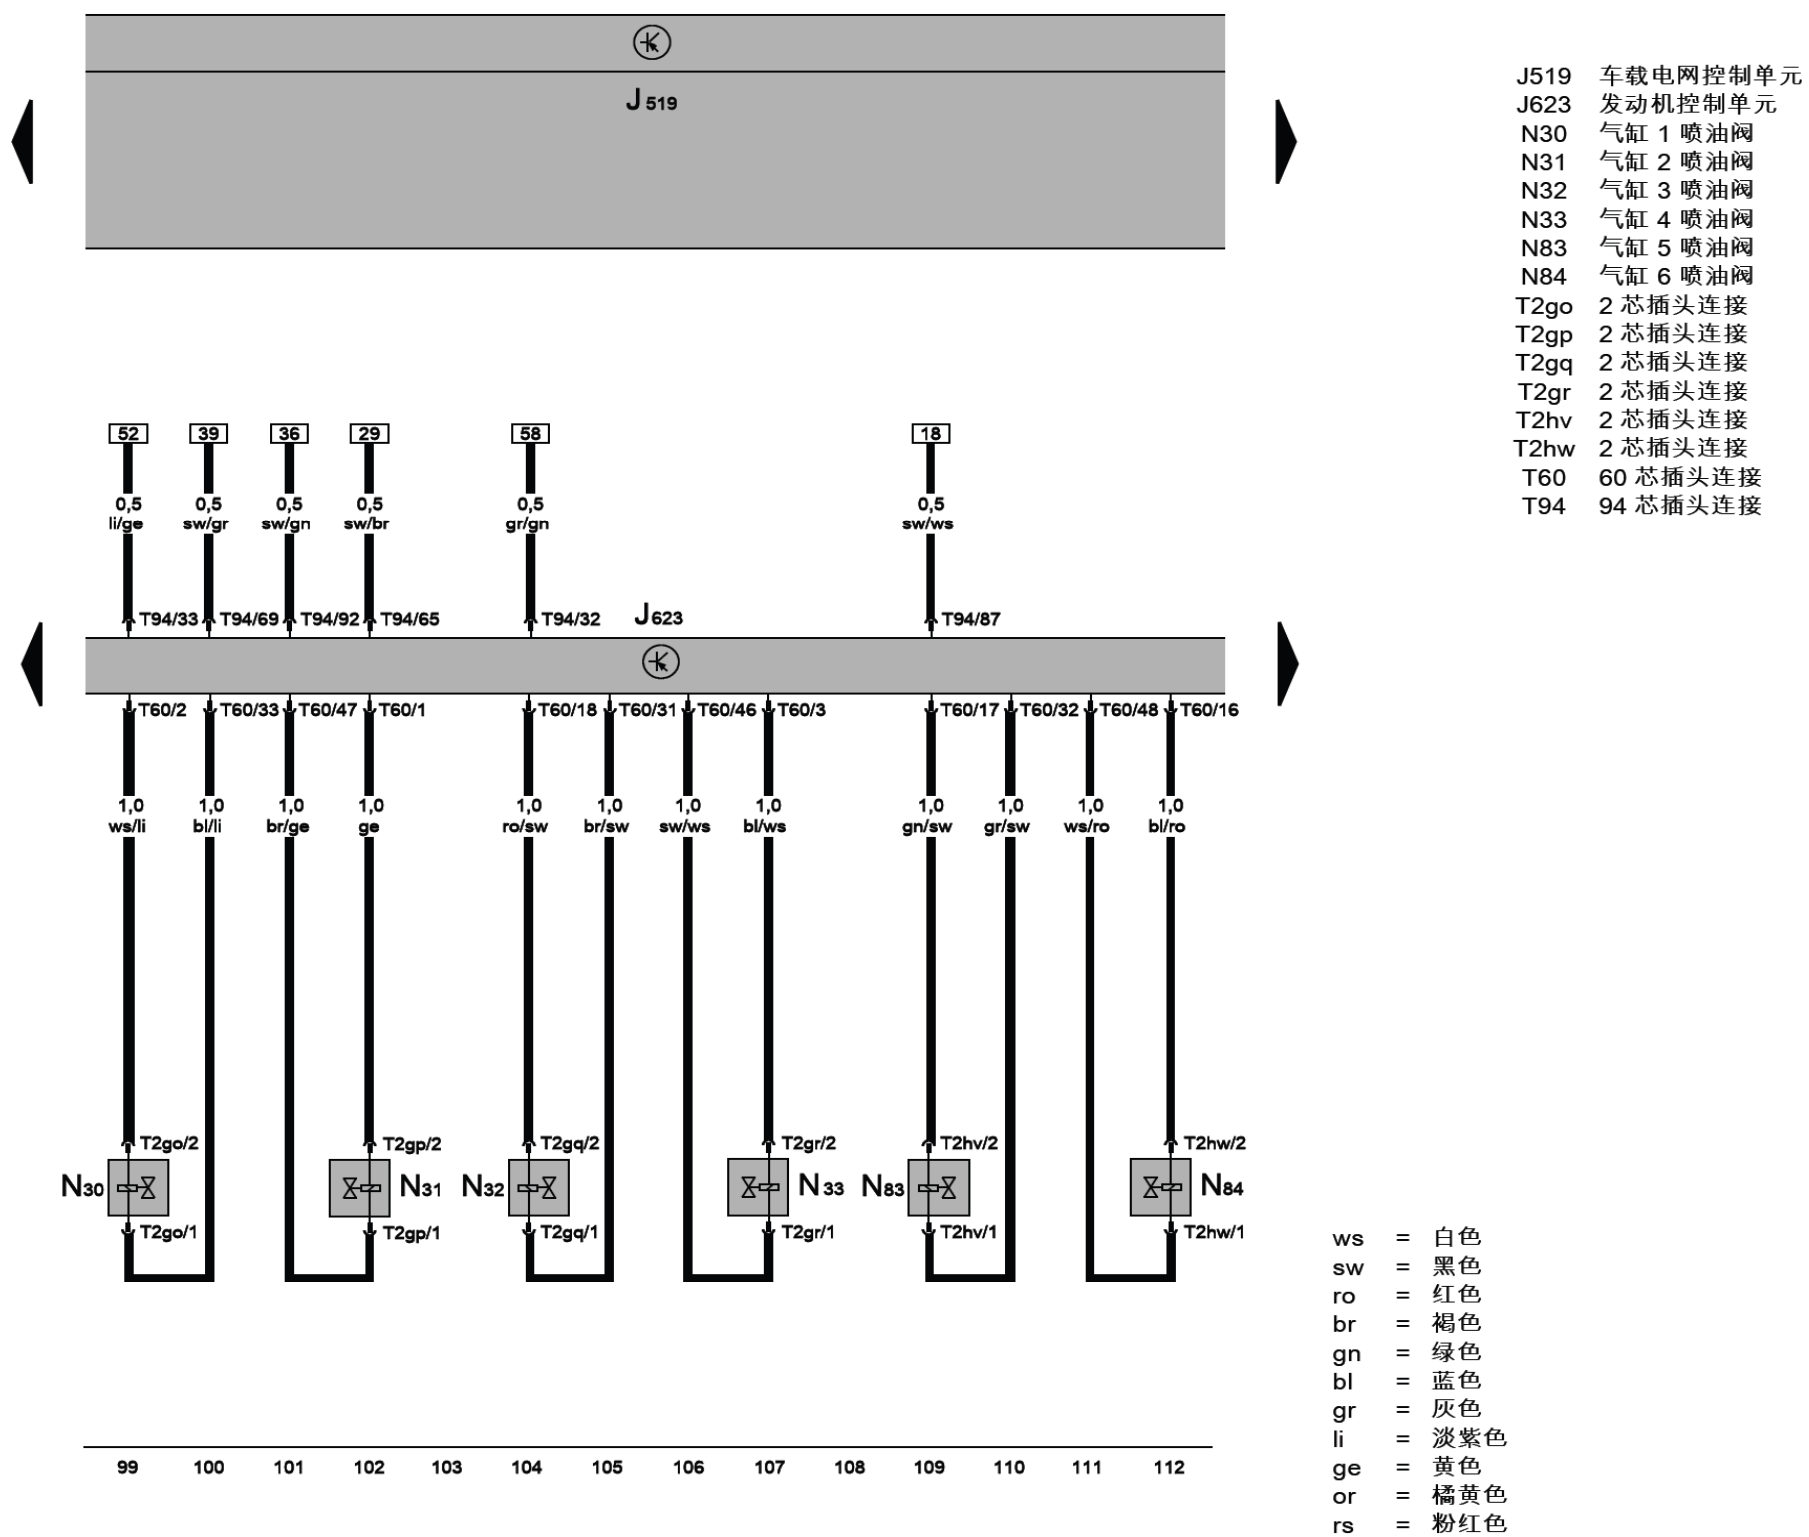 J 519
J519 车载电网控制单元
J623 发动机控制单元
N30 气缸 1 喷油阀
N31 气缸 2 喷油阀
N32 气缸 3 喷油阀
N33 气缸 4 喷油阀
N83 气缸 5 喷油阀
N84 气缸 6 喷油阀
T2go 2 芯插头连接
T2gp 2 芯插头连接
T2gq 2 芯插头连接
T2gr 2 芯插头连接
T2hv 2 芯插头连接
T2hw 2 芯插头连接
T60 60 芯插头连接
T94 94 芯插头连接
52 39 36 29 58 18
0,5 0,5 0,5 0,5 0,5 0,5
li/ge sw/gr sw/gn sw/br gr/gn sw/ws
T94/33 T94/69 T94/92 T94/65 T94/32 J623 T94/87
T60/2 T60/33 T60/47 T60/1 T60/18 T60/31 T60/46 T60/3 T60/17 T60/32 T60/48 T60/16
1,0 1,0 1,0 1,0 1,0 1,0 1,0 1,0 1,0 1,0 1,0 1,0
ws/li bl/li br/ge ge ro/sw br/sw sw/ws bl/ws gn/sw gr/sw ws/ro bl/ro
T2go/2 T2gp/2 T2gq/2 T2gr/2 T2hv/2 T2hw/2
N30 N31 N32 N33 N83 N84
T2go/1 T2gp/1 T2gq/1 T2gr/1 T2hv/1 T2hw/1
ws = 白色
sw = 黑色
ro = 红色
br = 褐色
gn = 绿色
bl = 蓝色
gr = 灰色
li = 淡紫色
ge = 黄色
or = 橘黄色
rs = 粉红色
99 100 101 102 103 104 105 106 107 108 109 110 111 112